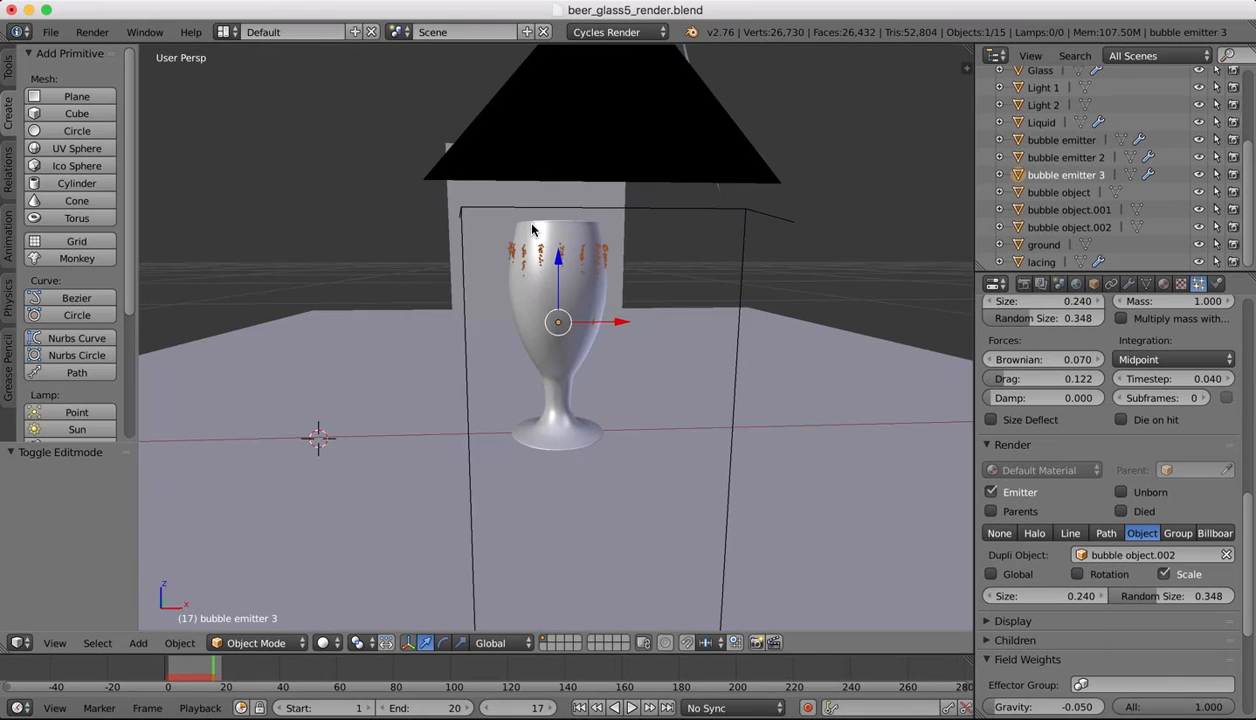 beer_glass5_render.blend
File Render Window Help Default Scene Cycles Render v2.76 | Verts:26,730 | Faces:26,432 | Tris:52,804 | Objects:1/15 | Lamps:0/0 | Mem:107.50M | bubble emitter 3
Tools
Create
Relations
Animation
Physics
Grease Pencil
Add Primitive
Mesh:
Plane
Cube
Circle
UV Sphere
Ico Sphere
Cylinder
Cone
Torus
Grid
Monkey
Curve:
Bezier
Circle
Nurbs Curve
Nurbs Circle
Path
Lamp:
Point
Sun
Toggle Editmode
User Persp
z
x
(17) bubble emitter 3
View Select Add Object Object Mode Global
-40 -20 0 20 40 60 80 100 120 140 160 180 200 220 240 260 280
View Marker Frame Playback Start: 1 End: 20 17 No Sync
View Search All Scenes
Glass
Light 1
Light 2
Liquid
bubble emitter
bubble emitter 2
bubble emitter 3
bubble object
bubble object.001
bubble object.002
ground
lacing
Size: 0.240 Mass: 1.000
Random Size: 0.348 Multiply mass with...
Forces: Integration:
Brownian: 0.070 Midpoint
Drag: 0.122 Timestep: 0.040
Damp: 0.000 Subframes: 0
Size Deflect Die on hit
Render
Default Material Parent:
Emitter Unborn
Parents Died
None Halo Line Path Object Group Billboar
Dupli Object: bubble object.002
Global Rotation Scale
Size: 0.240 Random Size: 0.348
Display
Children
Field Weights
Effector Group:
Gravity: -0.050 All: 1.000